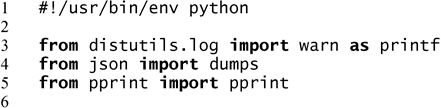 1 #!/usr/bin/env python
2
3 from distutils.log import warn as printf
4 from json import dumps
5 from pprint import pprint
6